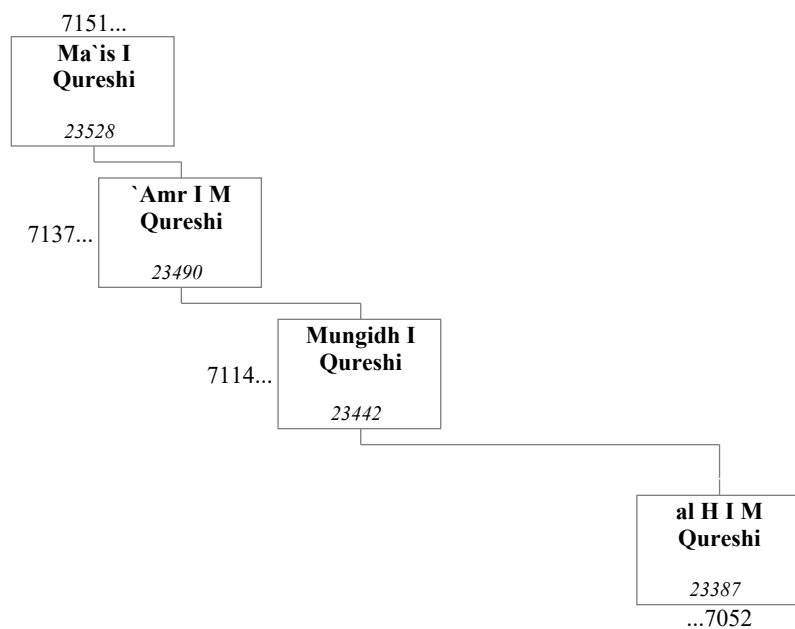 7151...
Ma`is I
Qureshi
23528
`Amr I M
Qureshi
7137...
23490
Mungidh I
Qureshi
7114...
23442
al H I M
Qureshi
23387
...7052